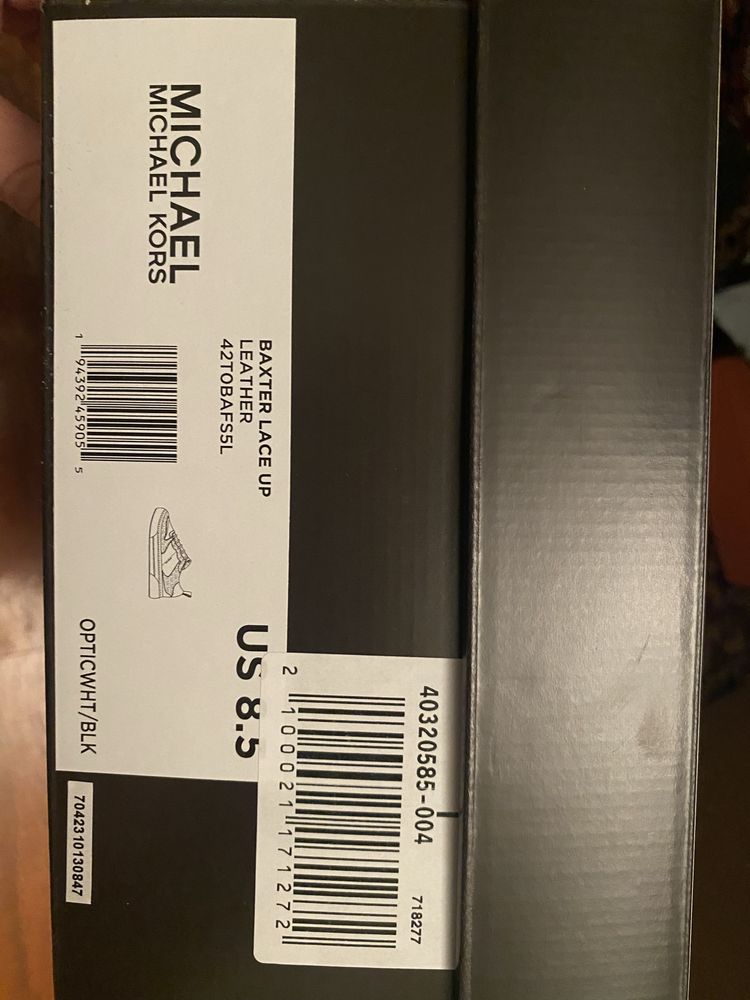 MICHAEL
MICHAEL KORS
BAXTER LACE UP
LEATHER
42TOBAFS5L
1 94392 45905 5
US 8.5
OPTICWHT/BLK
7042310130847
40320585-004
718277
2 100021 171272